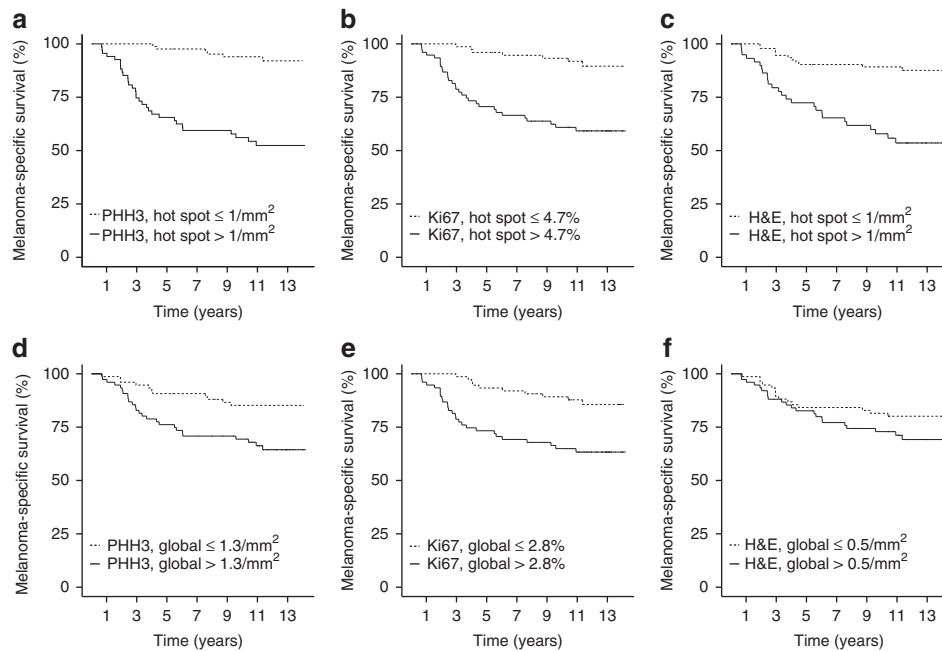 a
Melanoma-specific survival (%)
100
75
50
25
0
PHH3, hot spot ≤ 1/mm²
PHH3, hot spot > 1/mm²
1 3 5 7 9 11 13
Time (years)
b
Melanoma-specific survival (%)
100
75
50
25
0
Ki67, hot spot ≤ 4.7%
Ki67, hot spot > 4.7%
1 3 5 7 9 11 13
Time (years)
c
Melanoma-specific survival (%)
100
75
50
25
0
H&E, hot spot ≤ 1/mm²
H&E, hot spot > 1/mm²
1 3 5 7 9 11 13
Time (years)
d
Melanoma-specific survival (%)
100
75
50
25
0
PHH3, global ≤ 1.3/mm²
PHH3, global > 1.3/mm²
1 3 5 7 9 11 13
Time (years)
e
Melanoma-specific survival (%)
100
75
50
25
0
Ki67, global ≤ 2.8%
Ki67, global > 2.8%
1 3 5 7 9 11 13
Time (years)
f
Melanoma-specific survival (%)
100
75
50
25
0
H&E, global ≤ 0.5/mm²
H&E, global > 0.5/mm²
1 3 5 7 9 11 13
Time (years)